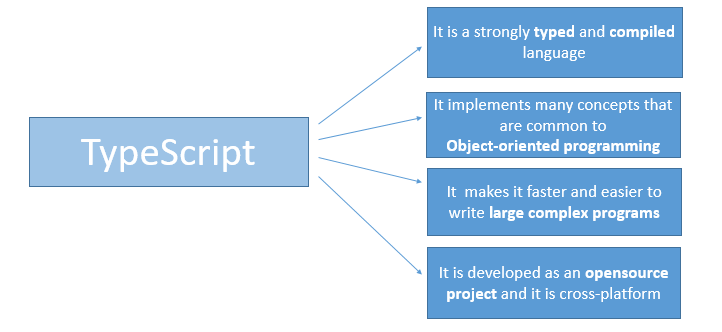 TypeScript
It is a strongly typed and compiled
language
It implements many concepts that
are common to
Object-oriented programming
It  makes it faster and easier to
write large complex programs
It is developed as an opensource
project and it is cross-platform